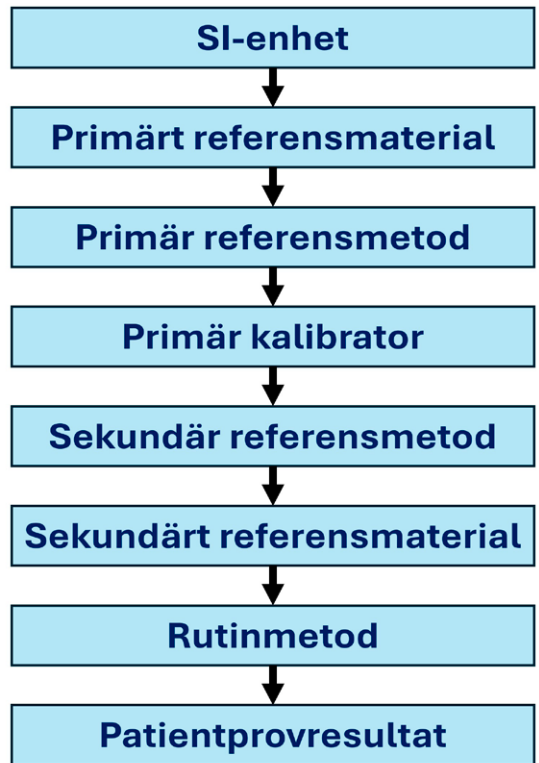 SI-enhet
Primärt referensmaterial
Primär referensmetod
Primär kalibrator
Sekundär referensmetod
Sekundärt referensmaterial
Rutinmetod
Patientprovresultat